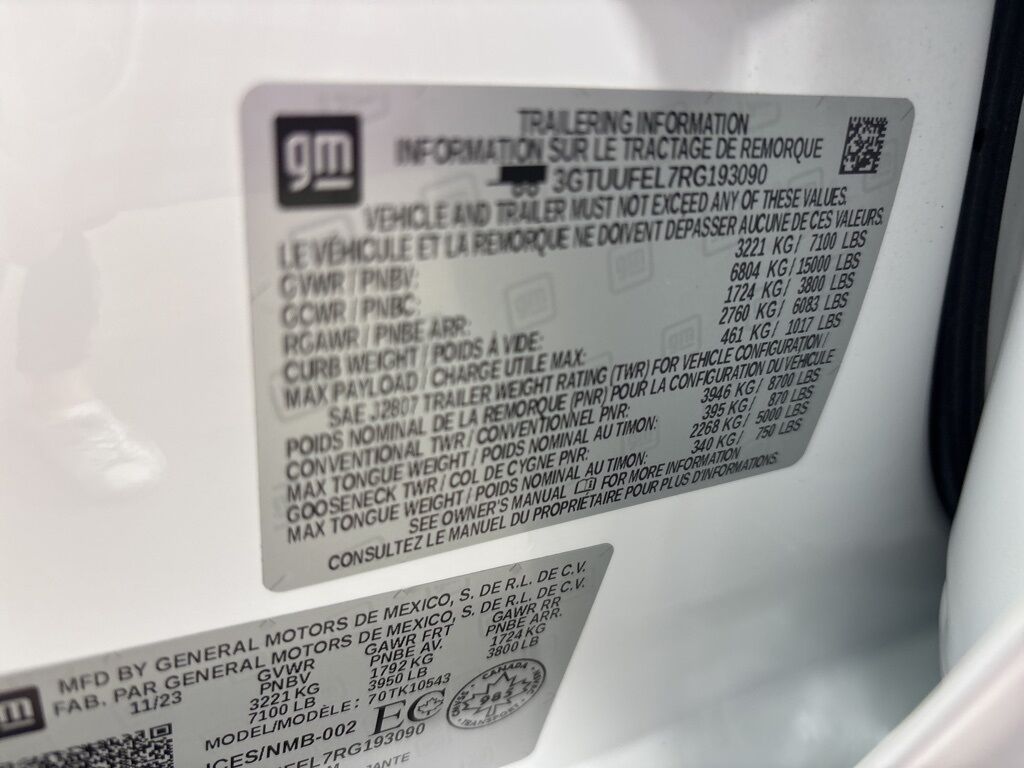 gm
TRAILERING INFORMATION
INFORMATION SUR LE TRACTAGE DE REMORQUE
3GTUUFEL7RG193090
VEHICLE AND TRAILER MUST NOT EXCEED ANY OF THESE VALUES.
LE VÉHICULE ET LA REMORQUE NE DOIVENT DÉPASSER AUCUNE DE CES VALEURS.
GVWR / PNBV: 3221 KG / 7100 LBS
GCWR / PNBC: 6804 KG / 15000 LBS
RGAWR / PNBE ARR: 1724 KG / 3800 LBS
CURB WEIGHT / POIDS À VIDE: 2760 KG / 6083 LBS
MAX PAYLOAD / CHARGE UTILE MAX: 461 KG / 1017 LBS
SAE J2807 TRAILER WEIGHT RATING (TWR) FOR VEHICLE CONFIGURATION /
POIDS NOMINAL DE LA REMORQUE (PNR) POUR LA CONFIGURATION DU VÉHICULE
CONVENTIONAL TWR / CONVENTIONNEL PNR: 3946 KG / 8700 LBS
MAX TONGUE WEIGHT / POIDS NOMINAL AU TIMON: 395 KG / 870 LBS
GOOSENECK TWR / COL DE CYGNE PNR: 2268 KG / 5000 LBS
MAX TONGUE WEIGHT / POIDS NOMINAL AU TIMON: 340 KG / 750 LBS
SEE OWNER'S MANUAL FOR MORE INFORMATION
CONSULTEZ LE MANUEL DU PROPRIÉTAIRE POUR PLUS D'INFORMATIONS.
MFD BY GENERAL MOTORS DE MEXICO, S. DE R.L. DE C.V.
FAB. PAR GENERAL MOTORS DE MEXICO, S. DE R.L. DE C.V.
11/23 GVWR GAWR FRT GAWR RR
PNBV PNBE AV. PNBE ARR.
3221 KG 1792 KG 1724 KG
7100 LB 3950 LB 3800 LB
MODEL/MODÈLE: 70TK10543
ICES/NMB-002 EC
CANADA
TRANSPORT
FEL7RG193090